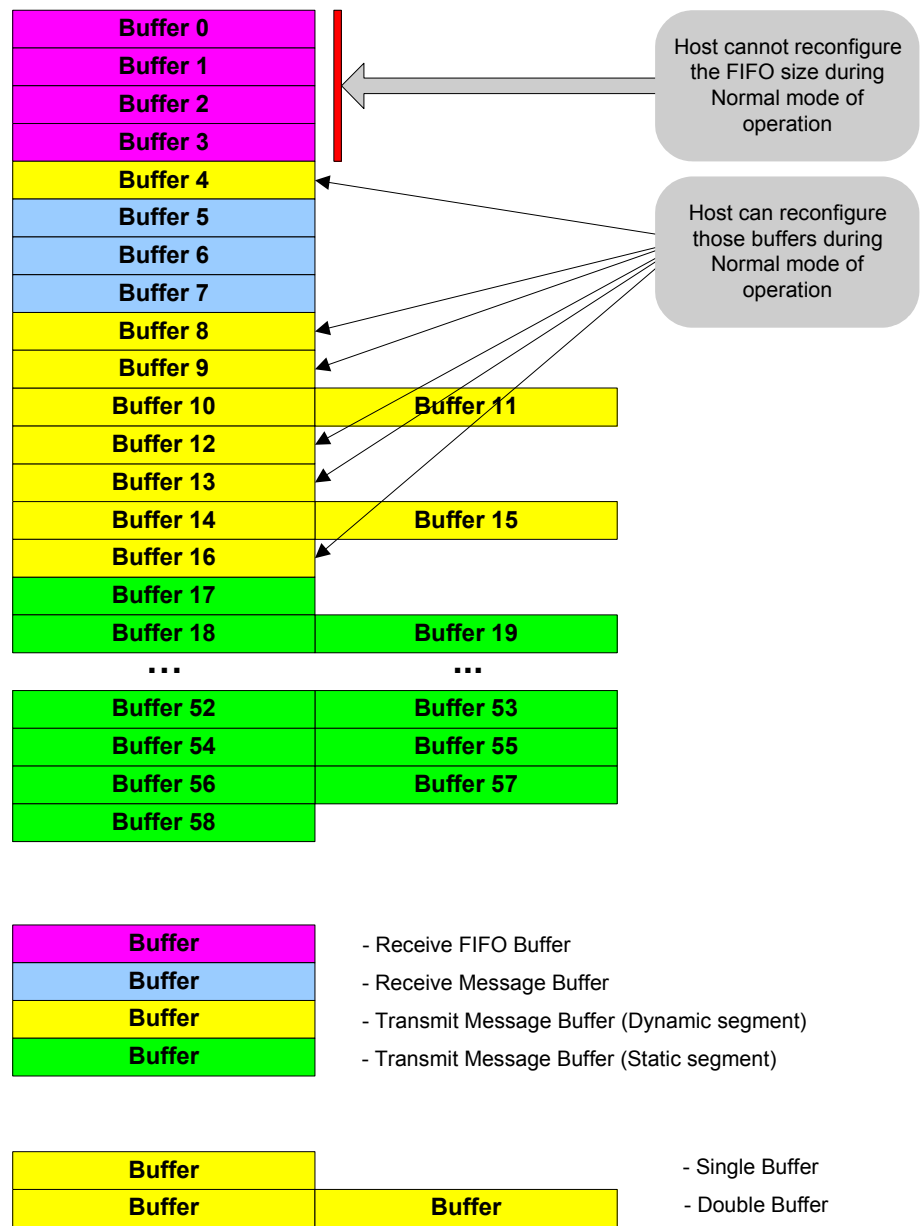 Buffer 0
Host cannot reconfigure
Buffer 1
the FIFO size during
Buffer 2
Normal mode of
operation
Buffer 3
Buffer 4
Buffer 5
Host can reconfigure
those buffers during
Buffer 6
Normal mode of
Buffer 7
operation
Buffer 8
Buffer 9
Buffer 10 Buffer 11
Buffer 12
Buffer 13
Buffer 14 Buffer 15
Buffer 16
Buffer 17
Buffer 18 Buffer 19
... ...
Buffer 52 Buffer 53
Buffer 54 Buffer 55
Buffer 56 Buffer 57
Buffer 58
Buffer - Receive FIFO Buffer
Buffer - Receive Message Buffer
Buffer - Transmit Message Buffer (Dynamic segment)
Buffer - Transmit Message Buffer (Static segment)
Buffer - Single Buffer
Buffer Buffer - Double Buffer